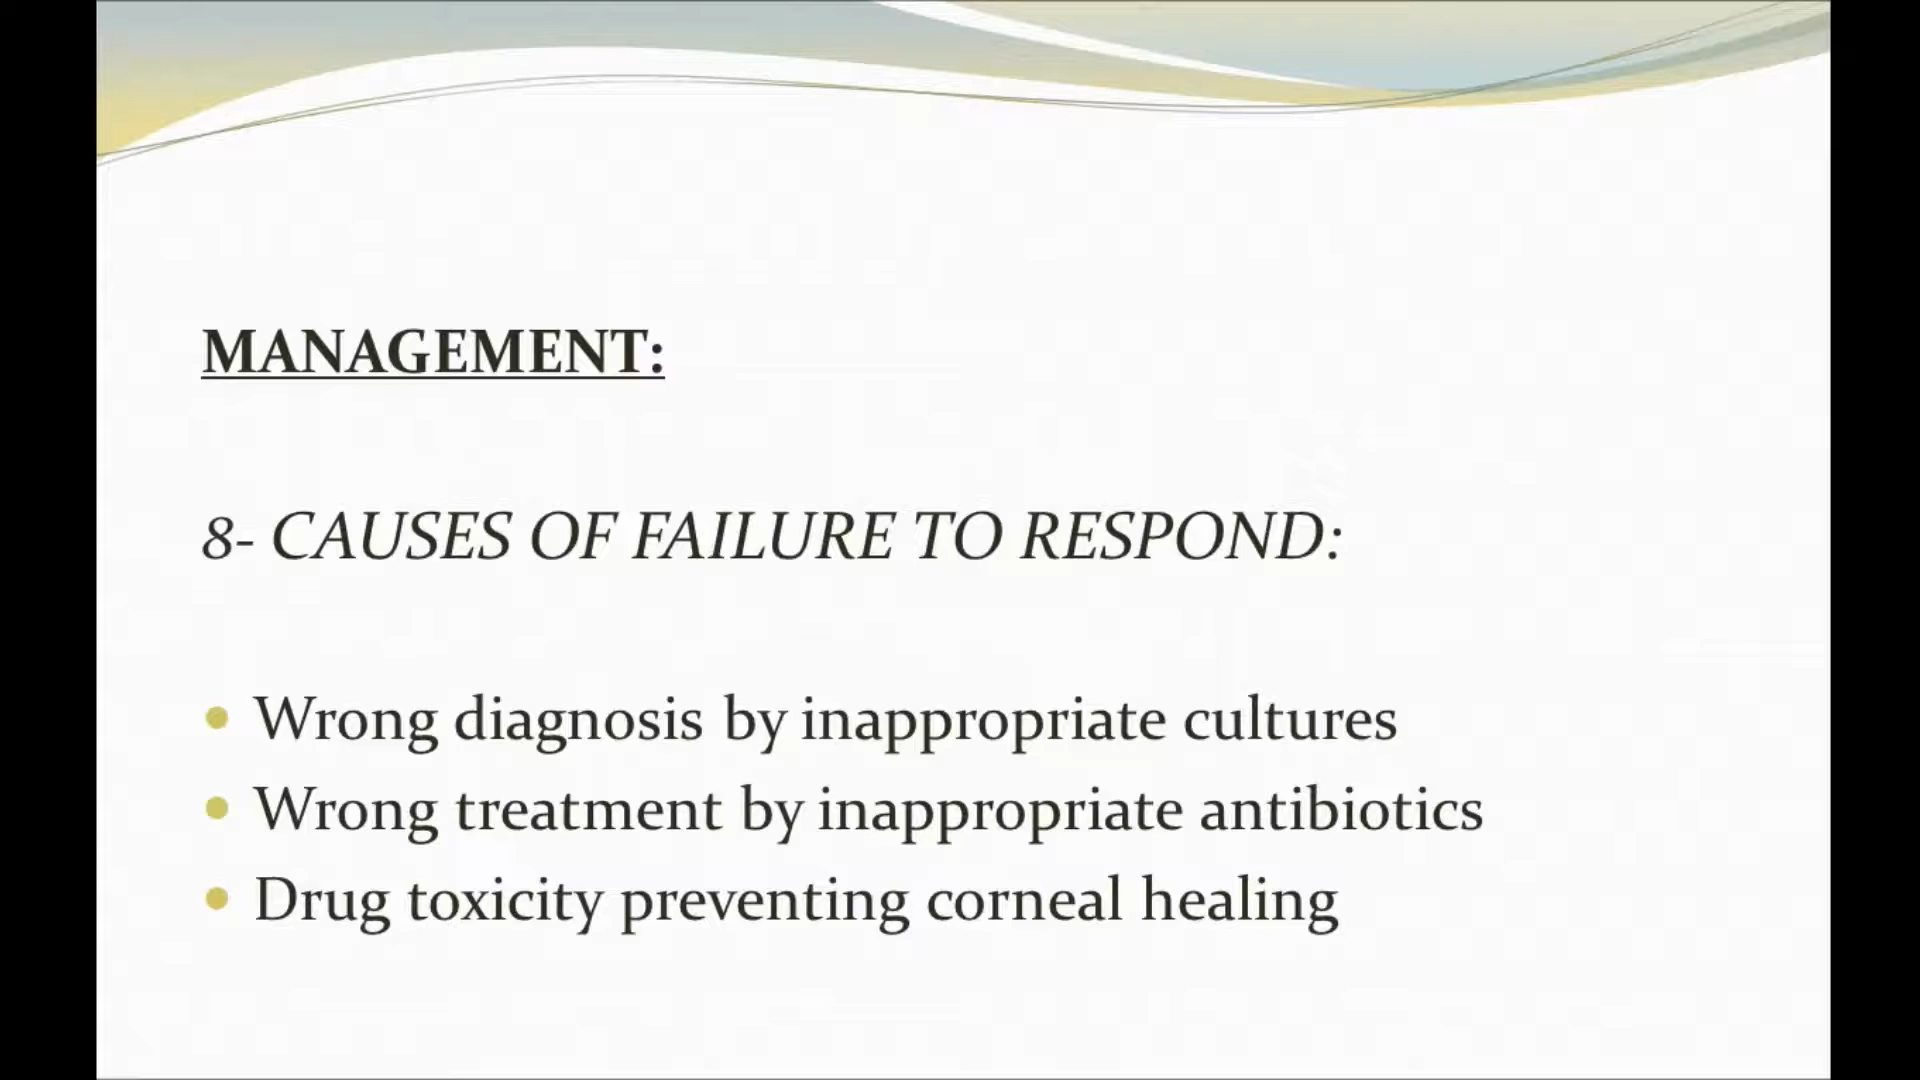 MANAGEMENT:
8- CAUSES OF FAILURE TO RESPOND:
• Wrong diagnosis by inappropriate cultures
• Wrong treatment by inappropriate antibiotics
• Drug toxicity preventing corneal healing